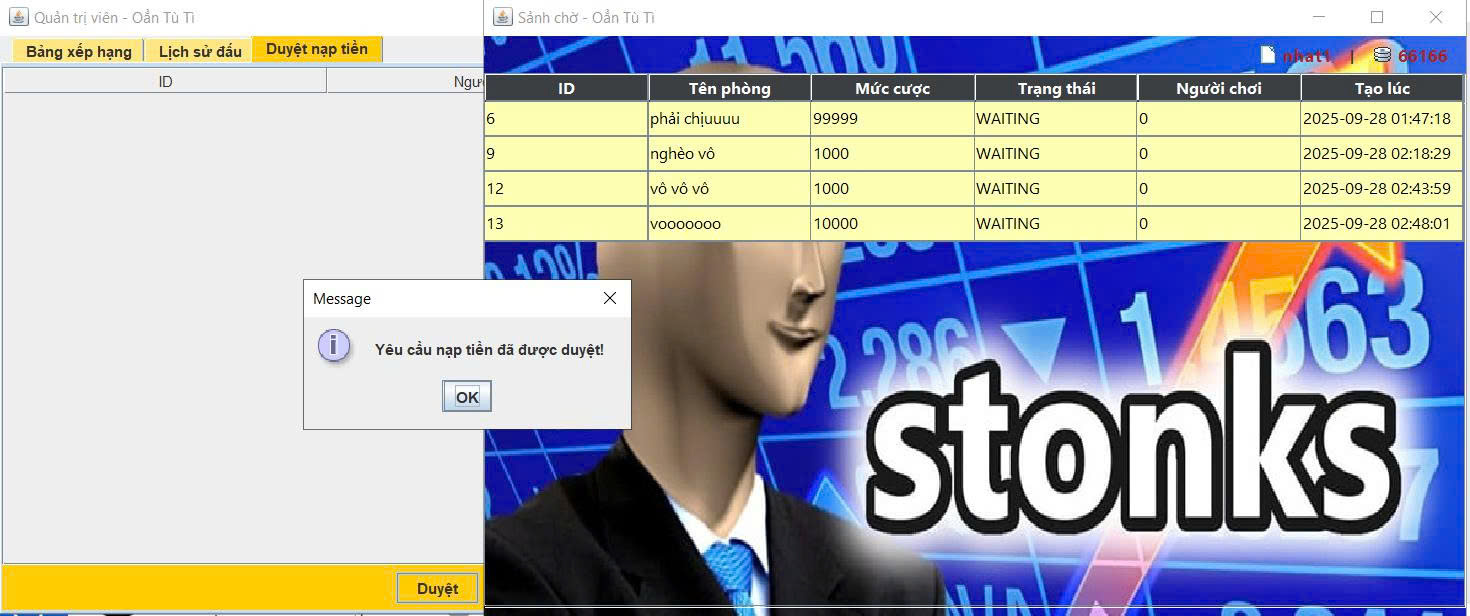 Quản trị viên - Oẳn Tù Tì
Bảng xếp hạng Lịch sử đấu Duyệt nạp tiền
ID
Sảnh chờ - Oẳn Tù Tì
nhat1 | 66166
ID Tên phòng Mức cược Trạng thái Người chơi Tạo lúc
6 phải chịuuuu 99999 WAITING 0 2025-09-28 01:47:18
9 nghèo vô 1000 WAITING 0 2025-09-28 02:18:29
12 vô vô vô 1000 WAITING 0 2025-09-28 02:43:59
13 vooooooo 10000 WAITING 0 2025-09-28 02:48:01
Message
Yêu cầu nạp tiền đã được duyệt!
OK
2,286
stonks
Duyệt